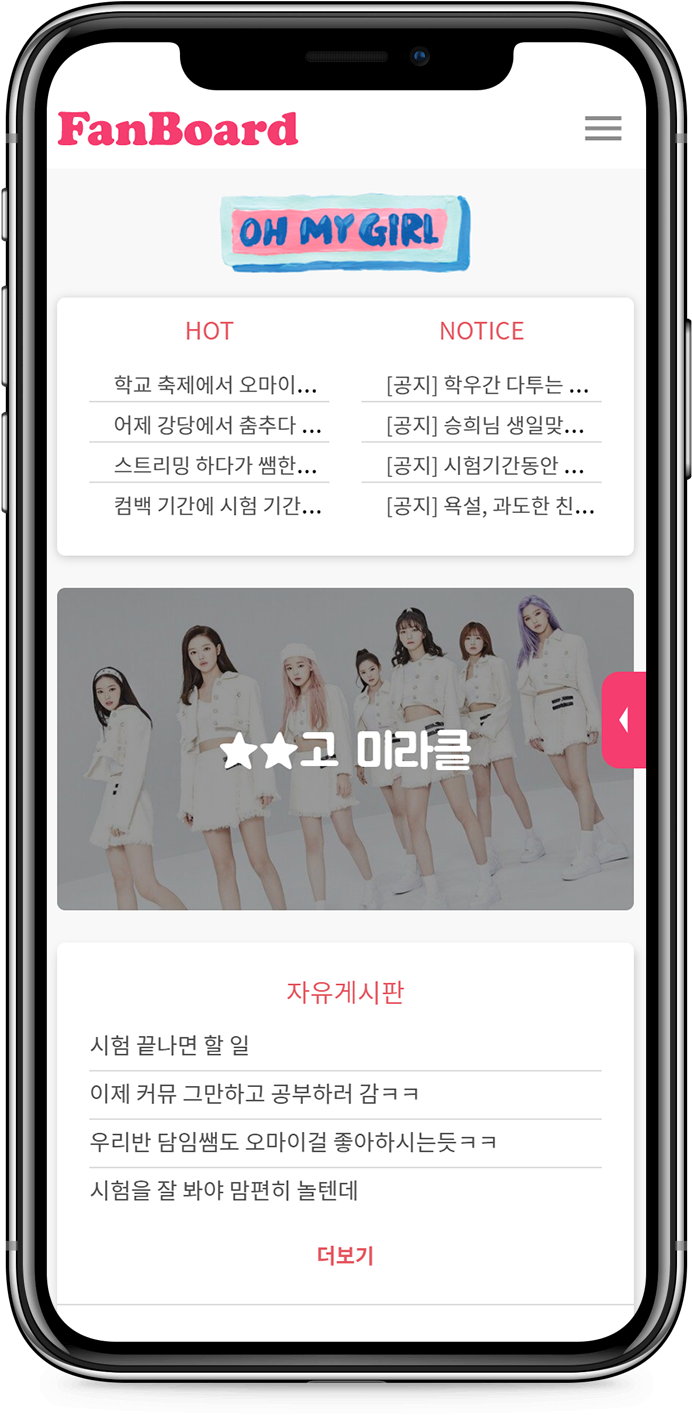 FanBoard
OH MY GIRL
HOT
학교 축제에서 오마이...
어제 강당에서 춤추다 ...
스트리밍 하다가 쌤한...
컴백 기간에 시험 기간...
NOTICE
[공지] 학우간 다투는 ...
[공지] 승희님 생일맞...
[공지] 시험기간동안 ...
[공지] 욕설, 과도한 친...
★★고 미라클
자유게시판
시험 끝나면 할 일
이제 커뮤 그만하고 공부하러 감ㅋㅋ
우리반 담임쌤도 오마이걸 좋아하시는듯ㅋㅋ
시험을 잘 봐야 맘편히 놀텐데
더보기